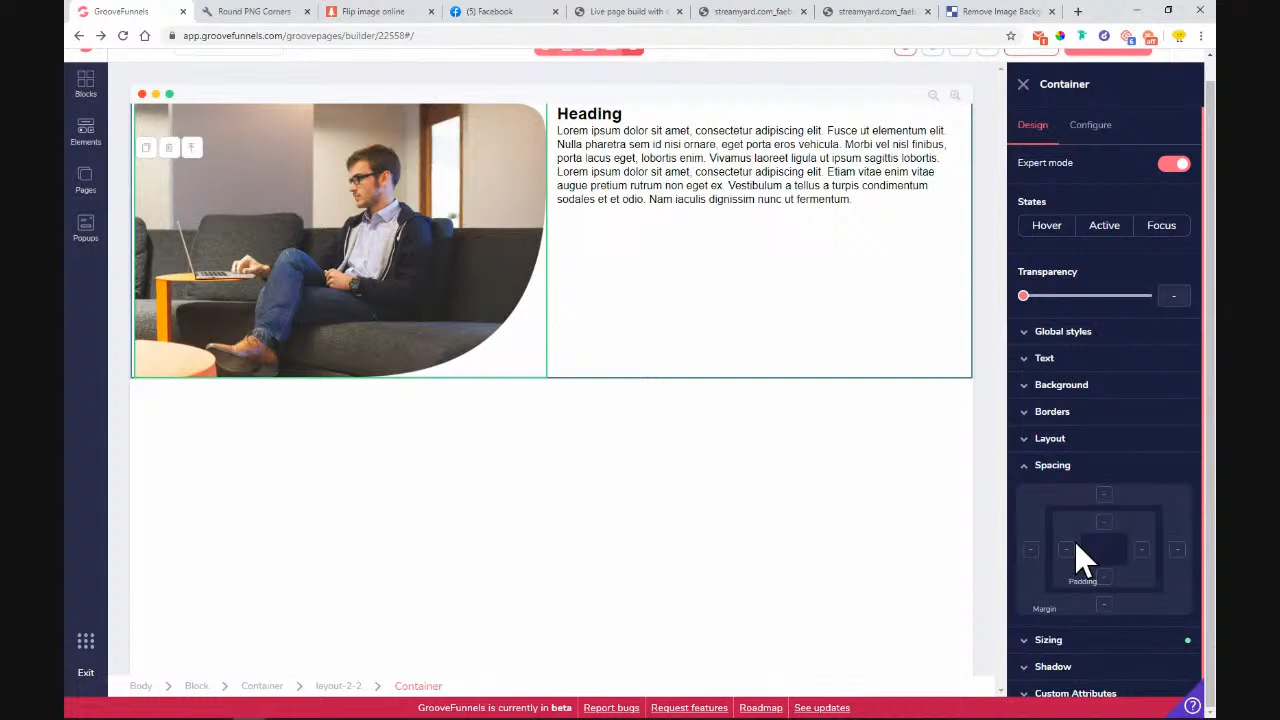 GrooveFunnels
Round PNG Corners
Flip image online
(5) Facebook
Live page build with
streamyard.com_faeb
streamyard.com_faeb
Remove Image Backg
app.groovefunnels.com/groovepages/builder/22558#/
Blocks
Elements
Pages
Popups
Exit
Heading
Lorem ipsum dolor sit amet, consectetur adipiscing elit. Fusce ut elementum elit.
Nulla pharetra sem id nisi ornare, eget porta eros vehicula. Morbi vel nisl finibus,
porta lacus eget, lobortis enim. Vivamus laoreet ligula ut ipsum sagittis lobortis.
Lorem ipsum dolor sit amet, consectetur adipiscing elit. Etiam vitae enim vitae
augue pretium rutrum non eget ex. Vestibulum a tellus a turpis condimentum
sodales et et odio. Nam iaculis dignissim nunc ut fermentum.
Container
Design
Configure
Expert mode
States
Hover
Active
Focus
Transparency
-
Global styles
Text
Background
Borders
Layout
Spacing
Padding
Margin
Sizing
Shadow
Custom Attributes
Body
Block
Container
layout-2-2
Container
GrooveFunnels is currently in beta
Report bugs
Request features
Roadmap
See updates